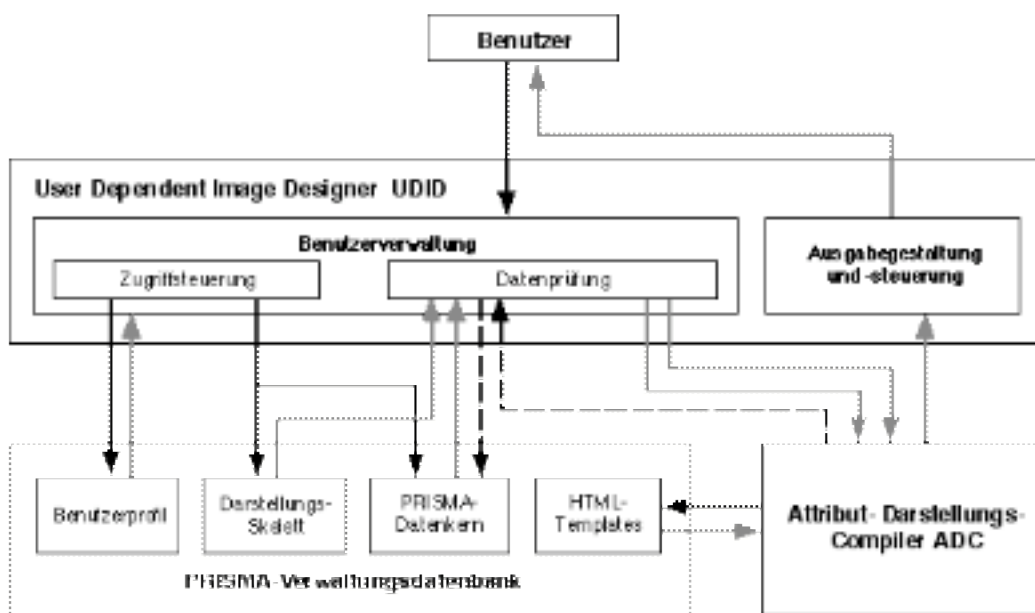 Benutzer
User Dependent Image Designer UDID
Benutzerverwaltung
Zugriffsteuerung
Datenprüfung
Ausgabegestaltung
und -steuerung
Benutzerprofil
Darstellungs-
Skelett
PRISMA-
Datenkern
HTML-
Templates
Attribut- Darstellungs-
Compiler ADC
PRISMA-Verwaltungsdatenbank